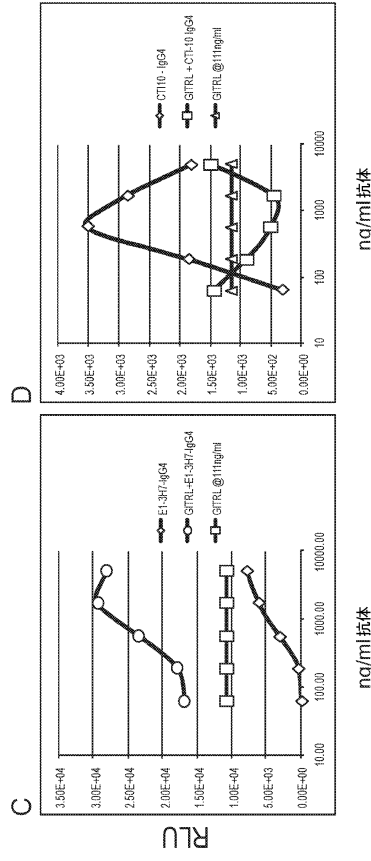 C
RLU
3.50E+04
3.00E+04
2.50E+04
2.00E+04
1.50E+04
1.00E+04
5.00E+03
0.00E+00
10.00
100.00
1000.00
10000.00
na/ml抗体
E1-3H7-IgG4
GITRL+E1-3H7-IgG4
GITRL @111ng/ml
D
4.00E+03
3.50E+03
3.00E+03
2.50E+03
2.00E+03
1.50E+03
1.00E+03
5.00E+02
0.00E+00
10
100
1000
10000
na/ml抗体
CTI10 - IgG4
GITRL + CTI-10 IgG4
GITRL @111ng/ml